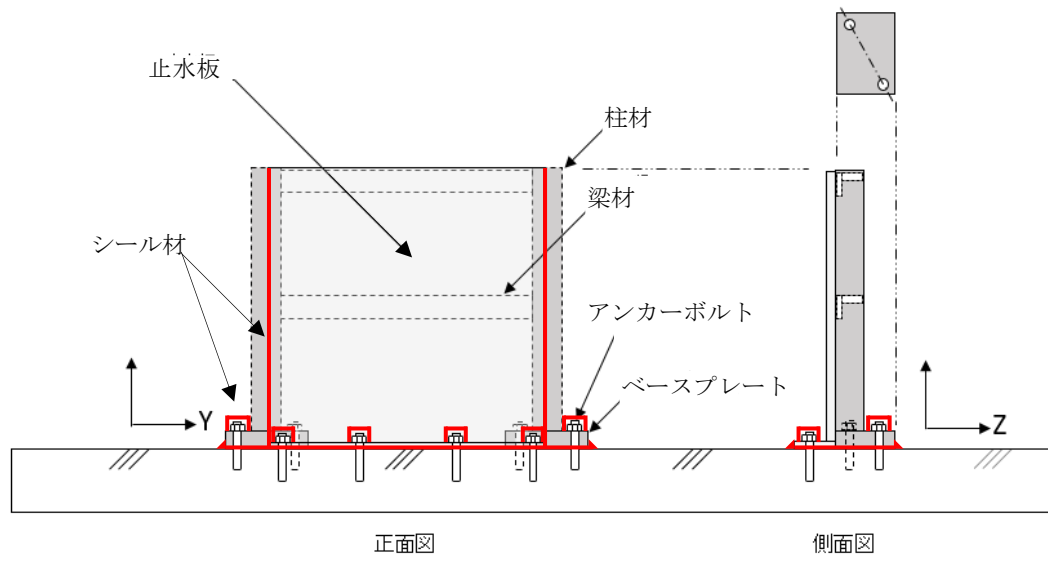 止水板
柱材
梁材
シール材
アンカーボルト
ベースプレート
Y
Z
正面図
側面図